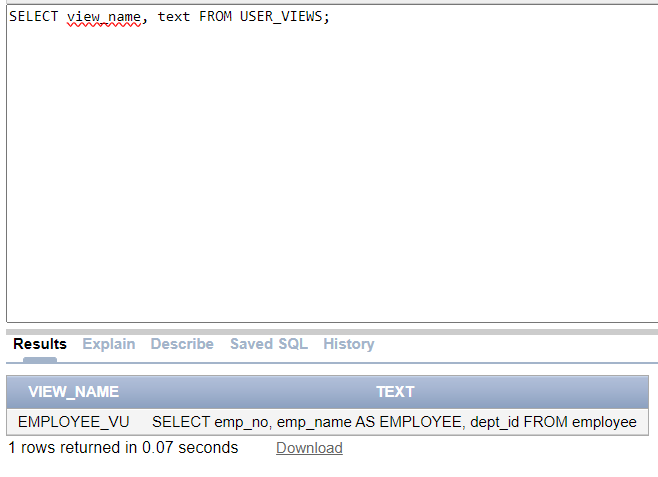 SELECT view_name, text FROM USER_VIEWS;
Results Explain Describe Saved SQL History
VIEW_NAME TEXT
EMPLOYEE_VU SELECT emp_no, emp_name AS EMPLOYEE, dept_id FROM employee
1 rows returned in 0.07 seconds Download